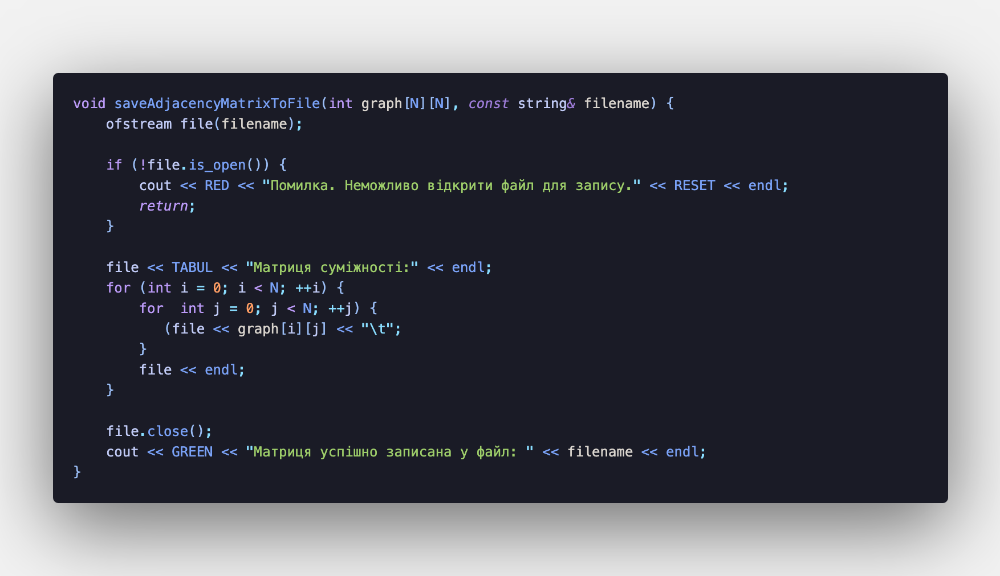 void saveAdjacencyMatrixToFile(int graph[N][N], const string& filename) {
    ofstream file(filename);

    if (!file.is_open()) {
        cout << RED << "Помилка. Неможливо відкрити файл для запису." << RESET << endl;
        return;
    }

    file << TABUL << "Матриця суміжності:" << endl;
    for (int i = 0; i < N; ++i) {
        for  int j = 0; j < N; ++j) {
           (file << graph[i][j] << "\t";
        }
        file << endl;
    }

    file.close();
    cout << GREEN << "Матриця успішно записана у файл: " << filename << endl;
}